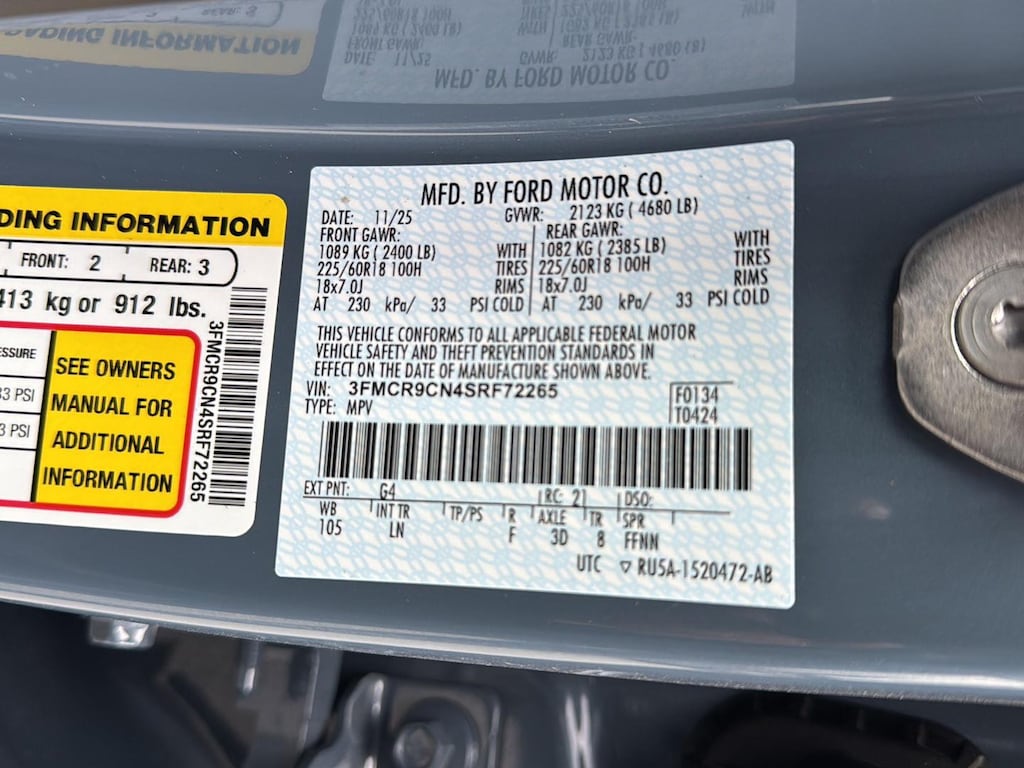 MFD. BY FORD MOTOR CO.
DATE: 11/25 GVWR: 2123 KG ( 4680 LB)
FRONT GAWR: REAR GAWR:
1089 KG ( 2400 LB) WITH 1082 KG ( 2385 LB) WITH
225/60R18 100H TIRES 225/60R18 100H TIRES
18x7.0J RIMS 18x7.0J RIMS
AT 230 kPa/ 33 PSI COLD AT 230 kPa/ 33 PSI COLD
THIS VEHICLE CONFORMS TO ALL APPLICABLE FEDERAL MOTOR
VEHICLE SAFETY AND THEFT PREVENTION STANDARDS IN
EFFECT ON THE DATE OF MANUFACTURE SHOWN ABOVE.
VIN: 3FMCR9CN4SRF72265 F0134
TYPE: MPV T0424
EXT PNT: G4 RC: 21 DSO:
WB INT TR TP/PS R AXLE TR SPR
105 LN F 3D 8 FFNN
UTC ▽ RU5A-1520472-AB
DING INFORMATION
FRONT: 2 REAR: 3
413 kg or 912 lbs.
3FMCR9CN4SRF72265
ESSURE
33 PSI
3 PSI
SEE OWNERS
MANUAL FOR
ADDITIONAL
INFORMATION